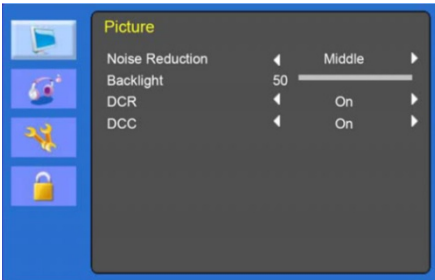 Picture
Noise Reduction Middle
Backlight 50
DCR On
DCC On